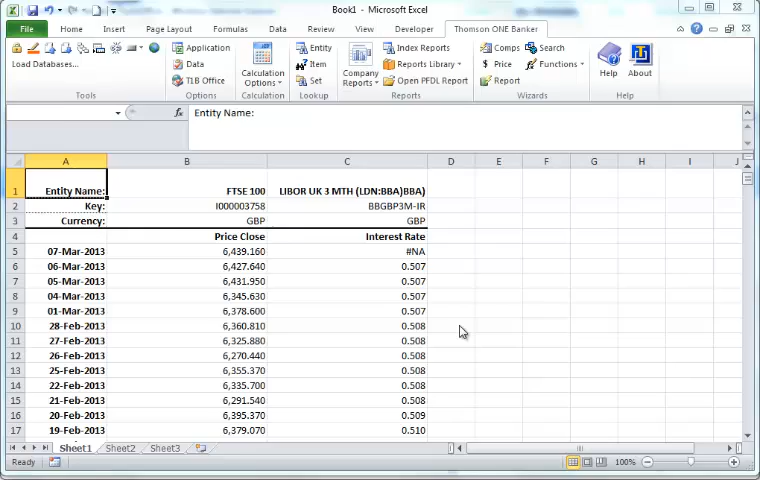 Book1 - Microsoft Excel
File Home Insert Page Layout Formulas Data Review View Developer Thomson ONE Banker
Application Entity Index Reports Comps Search
Data Item Reports Library Price Functions
Load Databases... T1B Office Calculation Options Set Company Reports Open PFDL Report Report Help About
Tools Options Calculation Lookup Reports Wizards Help
fx Entity Name:
A B C D E F G H I J
1 Entity Name: FTSE 100 LIBOR UK 3 MTH (LDN:BBA)BBA)
2 Key: I000003758 BBGBP3M-IR
3 Currency: GBP GBP
4 Price Close Interest Rate
5 07-Mar-2013 6,439.160 #NA
6 06-Mar-2013 6,427.640 0.507
7 05-Mar-2013 6,431.950 0.507
8 04-Mar-2013 6,345.630 0.507
9 01-Mar-2013 6,378.600 0.507
10 28-Feb-2013 6,360.810 0.508
11 27-Feb-2013 6,325.880 0.508
12 26-Feb-2013 6,270.440 0.508
13 25-Feb-2013 6,355.370 0.508
14 22-Feb-2013 6,335.700 0.508
15 21-Feb-2013 6,291.540 0.508
16 20-Feb-2013 6,395.370 0.509
17 19-Feb-2013 6,379.070 0.510
Sheet1 Sheet2 Sheet3
Ready 100%